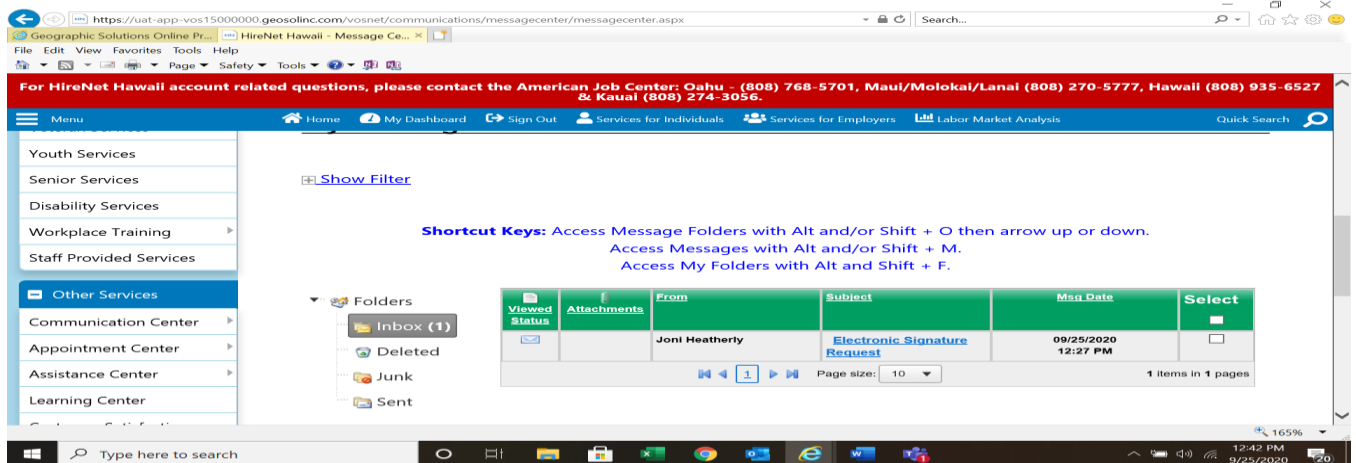 https://uat-app-vos15000000.geosolinc.com/vosnet/communications/messagecenter/messagecenter.aspx
Search...
Geographic Solutions Online Pr...
HireNet Hawaii - Message Ce...
File Edit View Favorites Tools Help
Page Safety Tools
For HireNet Hawaii account related questions, please contact the American Job Center: Oahu - (808) 768-5701, Maui/Molokai/Lanai (808) 270-5777, Hawaii (808) 935-6527
& Kauai (808) 274-3056.
Menu
Home My Dashboard Sign Out Services for Individuals Services for Employers Labor Market Analysis Quick Search
Youth Services
Senior Services
Disability Services
Workplace Training
Staff Provided Services
Other Services
Communication Center
Appointment Center
Assistance Center
Learning Center
Show Filter
Shortcut Keys: Access Message Folders with Alt and/or Shift + O then arrow up or down.
Access Messages with Alt and/or Shift + M.
Access My Folders with Alt and Shift + F.
Folders
Inbox (1)
Deleted
Junk
Sent
Viewed
Status
Attachments
From
Subject
Msg Date
Select
Joni Heatherly
Electronic Signature
Request
09/25/2020
12:27 PM
1
Page size: 10
1 items in 1 pages
165%
Type here to search
12:42 PM
9/25/2020
20